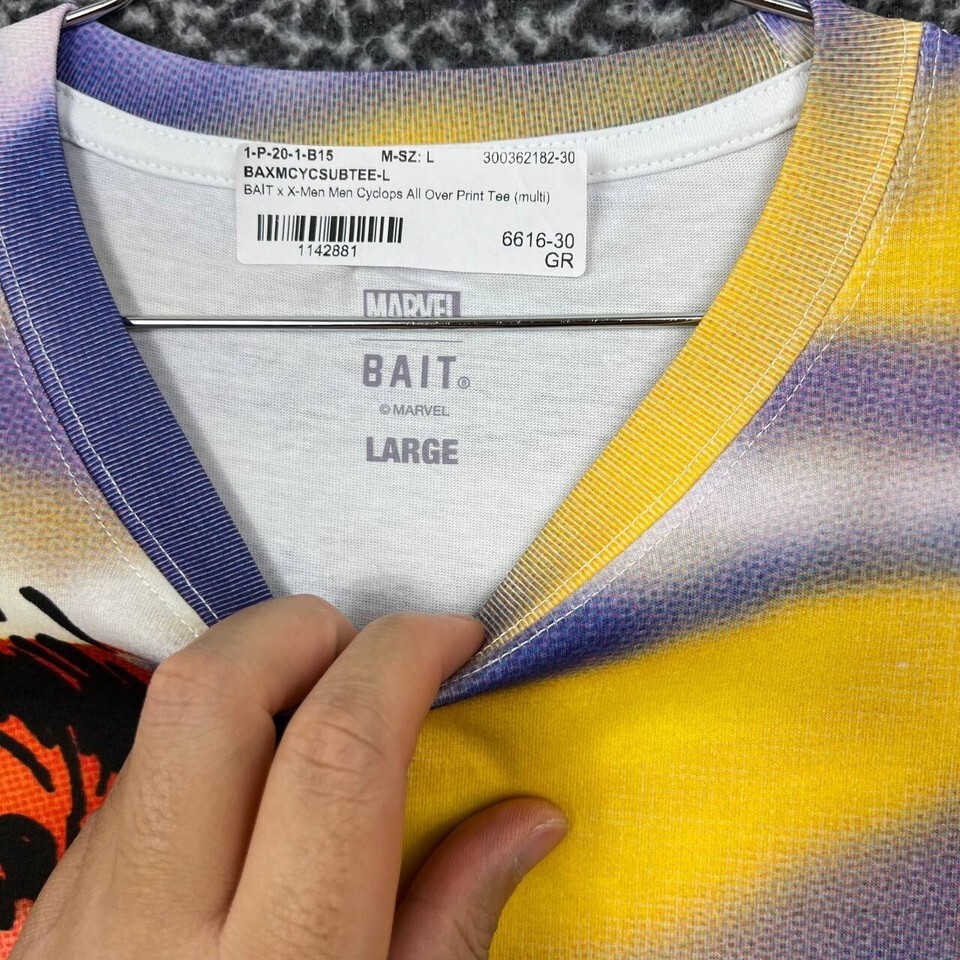 1-P-20-1-B15 M-SZ: L 300362182-30
BAXMCYCSUBTEE-L
BAIT x X-Men Men Cyclops All Over Print Tee (multi)
1142881
6616-30
GR
MARVEL
BAIT®
© MARVEL
LARGE